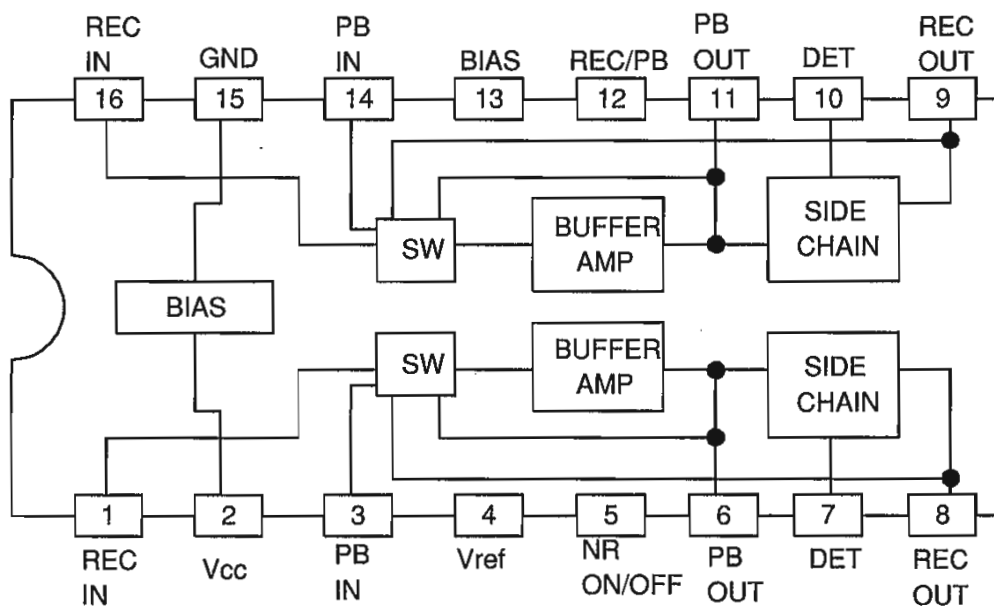 REC
IN
GND
PB
IN
BIAS
REC/PB
PB
OUT
DET
REC
OUT
16
15
14
13
12
11
10
9
SW
BUFFER
AMP
SIDE
CHAIN
BIAS
SW
BUFFER
AMP
SIDE
CHAIN
1
2
3
4
5
6
7
8
REC
IN
Vcc
PB
IN
Vref
NR
ON/OFF
PB
OUT
DET
REC
OUT